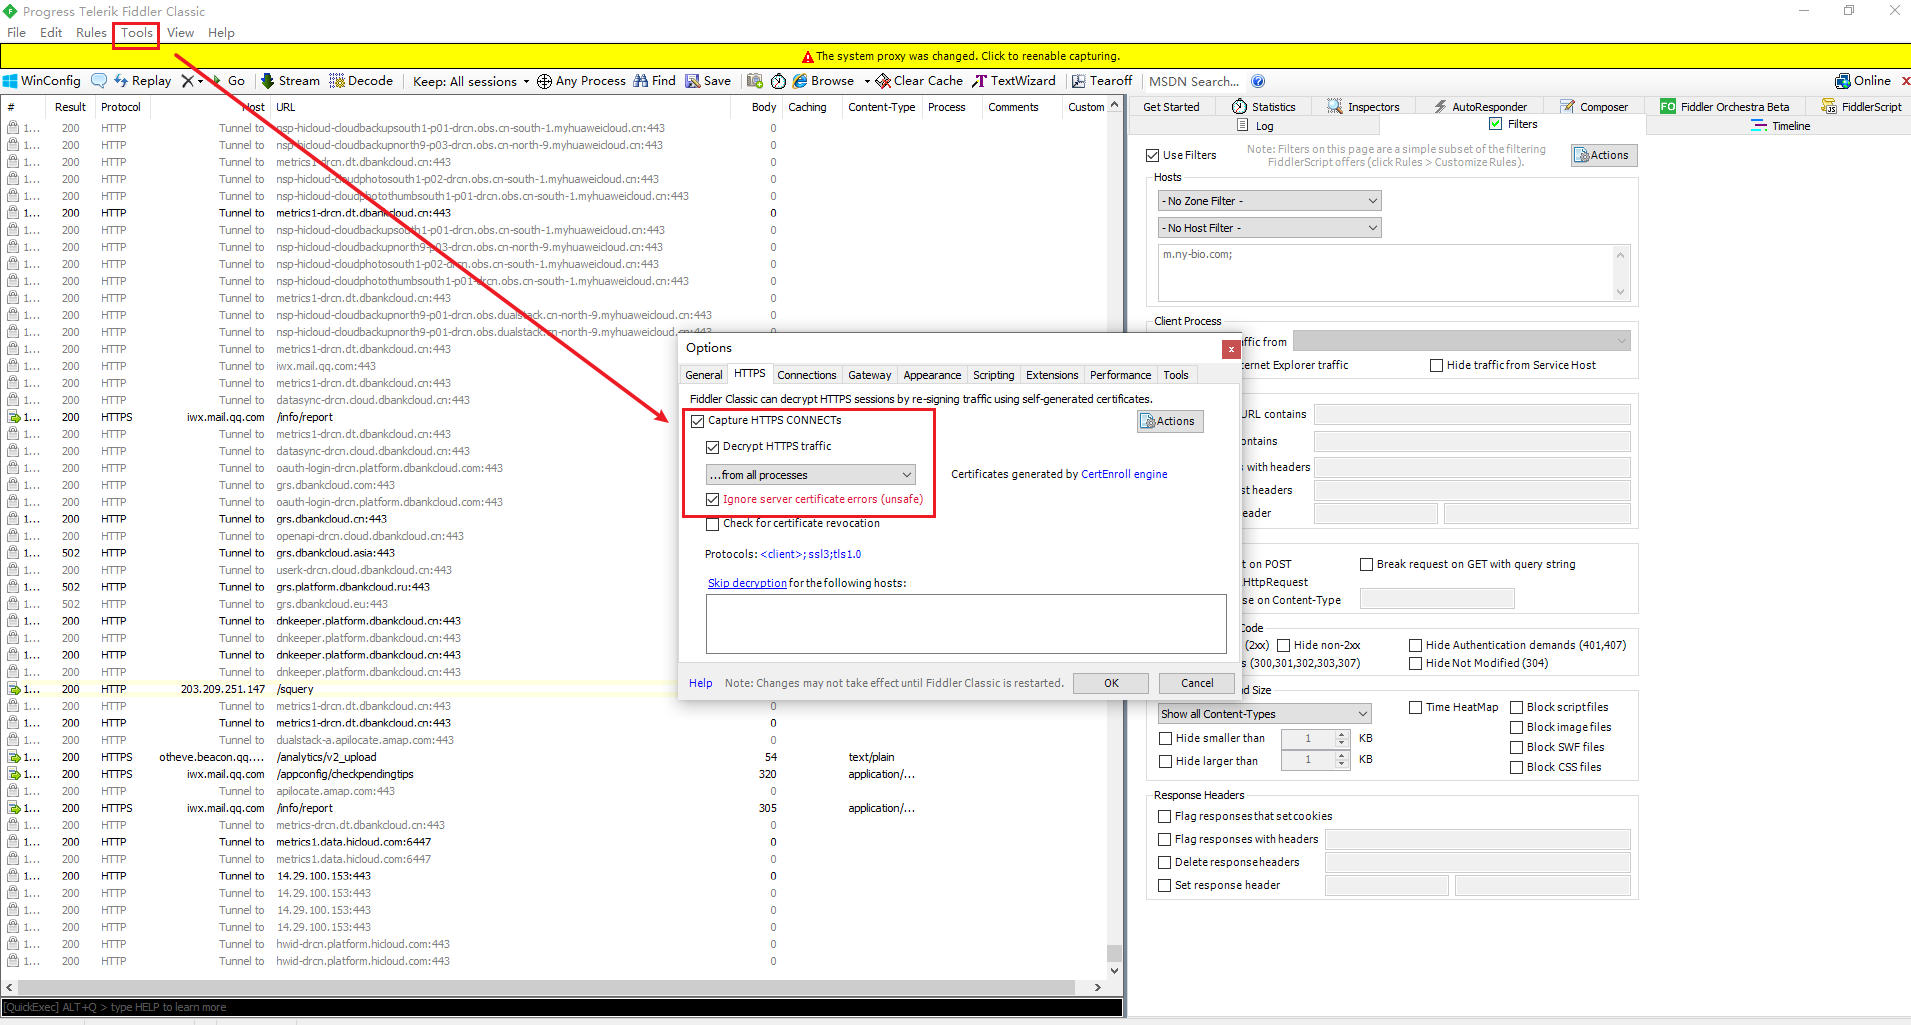 Progress Telerik Fiddler Classic
File Edit Rules Tools View Help
The system proxy was changed. Click to reenable capturing.
WinConfig Replay Go Stream Decode Keep: All sessions Any Process Find Save Browse Clear Cache TextWizard Tearoff MSDN Search... Online
# Result Protocol Host URL Body Caching Content-Type Process Comments Custom
1... 200 HTTP Tunnel to nsp-hicloud-cloudbackupsouth1-p01-drcn.obs.cn-south-1.myhuaweicloud.cn:443 0
1... 200 HTTP Tunnel to nsp-hicloud-cloudbackupnorth9-p03-drcn.obs.cn-north-9.myhuaweicloud.cn:443 0
1... 200 HTTP Tunnel to metrics1-drcn.dt.dbankcloud.cn:443 0
1... 200 HTTP Tunnel to nsp-hicloud-cloudphotosouth1-p02-drcn.obs.cn-south-1.myhuaweicloud.cn:443 0
1... 200 HTTP Tunnel to nsp-hicloud-cloudphotothumbsouth1-p01-drcn.obs.cn-south-1.myhuaweicloud.cn:443 0
1... 200 HTTP Tunnel to metrics1-drcn.dt.dbankcloud.cn:443 0
1... 200 HTTP Tunnel to nsp-hicloud-cloudbackupsouth1-p01-drcn.obs.cn-south-1.myhuaweicloud.cn:443 0
1... 200 HTTP Tunnel to nsp-hicloud-cloudbackupnorth9-p03-drcn.obs.cn-north-9.myhuaweicloud.cn:443 0
1... 200 HTTP Tunnel to nsp-hicloud-cloudphotosouth1-p02-drcn.obs.cn-south-1.myhuaweicloud.cn:443 0
1... 200 HTTP Tunnel to nsp-hicloud-cloudphotothumbsouth1-p01-drcn.obs.cn-south-1.myhuaweicloud.cn:443 0
1... 200 HTTP Tunnel to metrics1-drcn.dt.dbankcloud.cn:443 0
1... 200 HTTP Tunnel to nsp-hicloud-cloudbackupnorth9-p01-drcn.obs.dualstack.cn-north-9.myhuaweicloud.cn:443 0
1... 200 HTTP Tunnel to nsp-hicloud-cloudbackupnorth9-p01-drcn.obs.dualstack.cn-north-9.myhuaweicloud.cn:443 0
1... 200 HTTP Tunnel to metrics1-drcn.dt.dbankcloud.cn:443
1... 200 HTTP Tunnel to iwx.mail.qq.com:443
1... 200 HTTP Tunnel to metrics1-drcn.dt.dbankcloud.cn:443
1... 200 HTTP Tunnel to datasync-drcn.cloud.dbankcloud.cn:443
1... 200 HTTPS iwx.mail.qq.com /info/report
1... 200 HTTP Tunnel to metrics1-drcn.dt.dbankcloud.cn:443
1... 200 HTTP Tunnel to datasync-drcn.cloud.dbankcloud.cn:443
1... 200 HTTP Tunnel to oauth-login-drcn.platform.dbankcloud.com:443
1... 200 HTTP Tunnel to grs.dbankcloud.com:443
1... 200 HTTP Tunnel to oauth-login-drcn.platform.dbankcloud.com:443
1... 200 HTTP Tunnel to grs.dbankcloud.cn:443
1... 200 HTTP Tunnel to openapi-drcn.cloud.dbankcloud.cn:443
1... 502 HTTP Tunnel to grs.dbankcloud.asia:443
1... 200 HTTP Tunnel to userk-drcn.cloud.dbankcloud.cn:443
1... 502 HTTP Tunnel to grs.platform.dbankcloud.ru:443
1... 502 HTTP Tunnel to grs.dbankcloud.eu:443
1... 200 HTTP Tunnel to dnkeeper.platform.dbankcloud.cn:443
1... 200 HTTP Tunnel to dnkeeper.platform.dbankcloud.cn:443
1... 200 HTTP Tunnel to dnkeeper.platform.dbankcloud.cn:443
1... 200 HTTP Tunnel to dnkeeper.platform.dbankcloud.cn:443
1... 200 HTTP 203.209.251.147 /squery
1... 200 HTTP Tunnel to metrics1-drcn.dt.dbankcloud.cn:443 0
1... 200 HTTP Tunnel to metrics1-drcn.dt.dbankcloud.cn:443 0
1... 200 HTTP Tunnel to dualstack-a.apilocate.amap.com:443 0
1... 200 HTTPS otheve.beacon.qq.... /analytics/v2_upload 54 text/plain
1... 200 HTTPS iwx.mail.qq.com /appconfig/checkpendingtips 320 application/...
1... 200 HTTP Tunnel to apilocate.amap.com:443 0
1... 200 HTTPS iwx.mail.qq.com /info/report 305 application/...
1... 200 HTTP Tunnel to metrics-drcn.dt.dbankcloud.cn:443 0
1... 200 HTTP Tunnel to metrics1.data.hicloud.com:6447 0
1... 200 HTTP Tunnel to metrics1.data.hicloud.com:6447 0
1... 200 HTTP Tunnel to 14.29.100.153:443 0
1... 200 HTTP Tunnel to 14.29.100.153:443 0
1... 200 HTTP Tunnel to 14.29.100.153:443 0
1... 200 HTTP Tunnel to 14.29.100.153:443 0
1... 200 HTTP Tunnel to hwid-drcn.platform.hicloud.com:443 0
1... 200 HTTP Tunnel to hwid-drcn.platform.hicloud.com:443 0
[QuickExec] ALT+Q > type HELP to learn more
Options
General HTTPS Connections Gateway Appearance Scripting Extensions Performance Tools
Fiddler Classic can decrypt HTTPS sessions by re-signing traffic using self-generated certificates.
Capture HTTPS CONNECTs Actions
Decrypt HTTPS traffic
...from all processes Certificates generated by CertEnroll engine
Ignore server certificate errors (unsafe)
Check for certificate revocation
Protocols: <client>;ssl3;tls1.0
Skip decryption for the following hosts:
Help Note: Changes may not take effect until Fiddler Classic is restarted. OK Cancel
Get Started Statistics Inspectors AutoResponder Composer FO Fiddler Orchestra Beta FiddlerScript
Log Filters Timeline
Use Filters Note: Filters on this page are a simple subset of the filtering
FiddlerScript offers (click Rules > Customize Rules). Actions
Hosts
- No Zone Filter -
- No Host Filter -
m.ny-bio.com;
Client Process
ffic from
ernet Explorer traffic Hide traffic from Service Host
URL contains
ontains
s with headers
st headers
eader
t on POST Break request on GET with query string
HttpRequest
se on Content-Type
Code
(2xx) Hide non-2xx Hide Authentication demands (401,407)
s (300,301,302,303,307) Hide Not Modified (304)
d Size
Show all Content-Types Time HeatMap Block script files
Block image files
Hide smaller than 1 KB Block SWF files
Hide larger than 1 KB Block CSS files
Response Headers
Flag responses that set cookies
Flag responses with headers
Delete response headers
Set response header